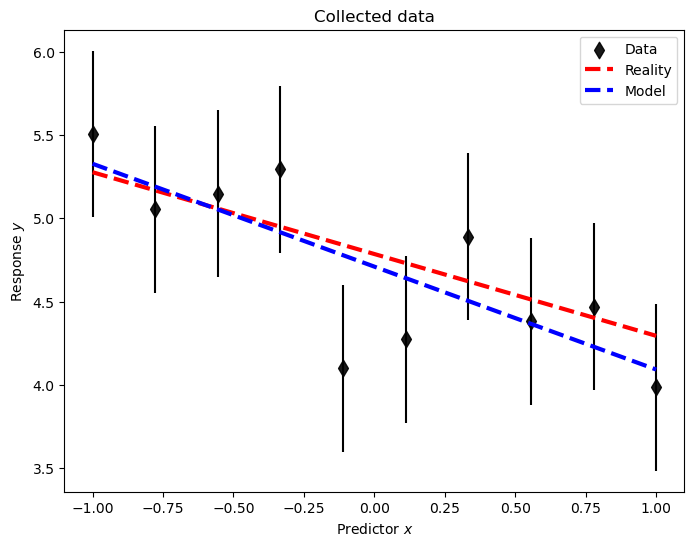 Collected data
Data
Reality
Model
6.0
5.5
5.0
4.5
4.0
3.5
Response y
−1.00 −0.75 −0.50 −0.25 0.00 0.25 0.50 0.75 1.00
Predictor x